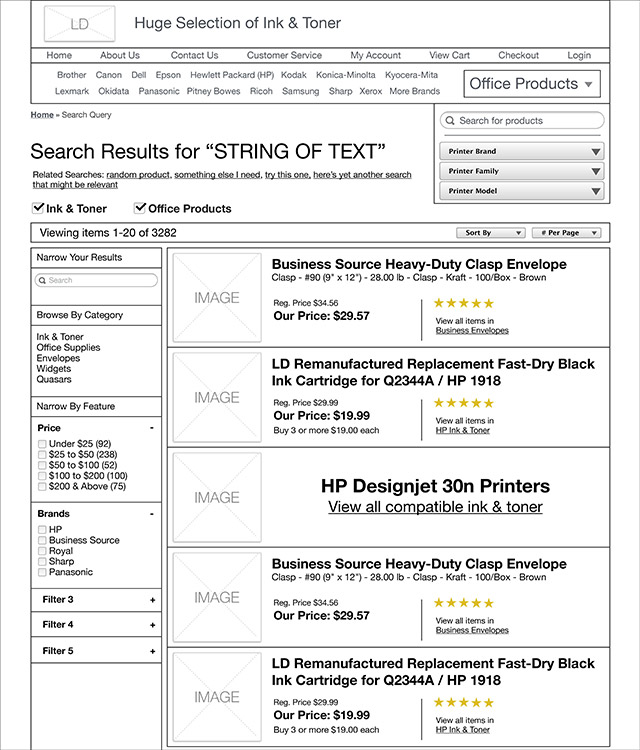 LD
Huge Selection of Ink & Toner
Home About Us Contact Us Customer Service My Account View Cart Checkout Login
Brother Canon Dell Epson Hewlett Packard (HP) Kodak Konica-Minolta Kyocera-Mita
Lexmark Okidata Panasonic Pitney Bowes Ricoh Samsung Sharp Xerox More Brands
Office Products
Home » Search Query
Search for products
Printer Brand
Printer Family
Printer Model
Search Results for “STRING OF TEXT”
Related Searches: random product, something else I need, try this one, here's yet another search
that might be relevant
Ink & Toner Office Products
Viewing items 1-20 of 3282 Sort By # Per Page
Narrow Your Results
Search
Browse By Category
Ink & Toner
Office Supplies
Envelopes
Widgets
Quasars
Narrow By Feature
Price -
Under $25 (92)
$25 to $50 (238)
$50 to $100 (52)
$100 to $200 (100)
$200 & Above (75)
Brands -
HP
Business Source
Royal
Sharp
Panasonic
Filter 3 +
Filter 4 +
Filter 5 +
IMAGE
Business Source Heavy-Duty Clasp Envelope
Clasp - #90 (9" x 12") - 28.00 lb - Clasp - Kraft - 100/Box - Brown
Reg. Price $34.56
Our Price: $29.57
View all items in
Business Envelopes
IMAGE
LD Remanufactured Replacement Fast-Dry Black
Ink Cartridge for Q2344A / HP 1918
Reg. Price $29.99
Our Price: $19.99
Buy 3 or more $19.00 each
View all items in
HP Ink & Toner
IMAGE
HP Designjet 30n Printers
View all compatible ink & toner
IMAGE
Business Source Heavy-Duty Clasp Envelope
Clasp - #90 (9" x 12") - 28.00 lb - Clasp - Kraft - 100/Box - Brown
Reg. Price $34.56
Our Price: $29.57
View all items in
Business Envelopes
IMAGE
LD Remanufactured Replacement Fast-Dry Black
Ink Cartridge for Q2344A / HP 1918
Reg. Price $29.99
Our Price: $19.99
Buy 3 or more $19.00 each
View all items in
HP Ink & Toner